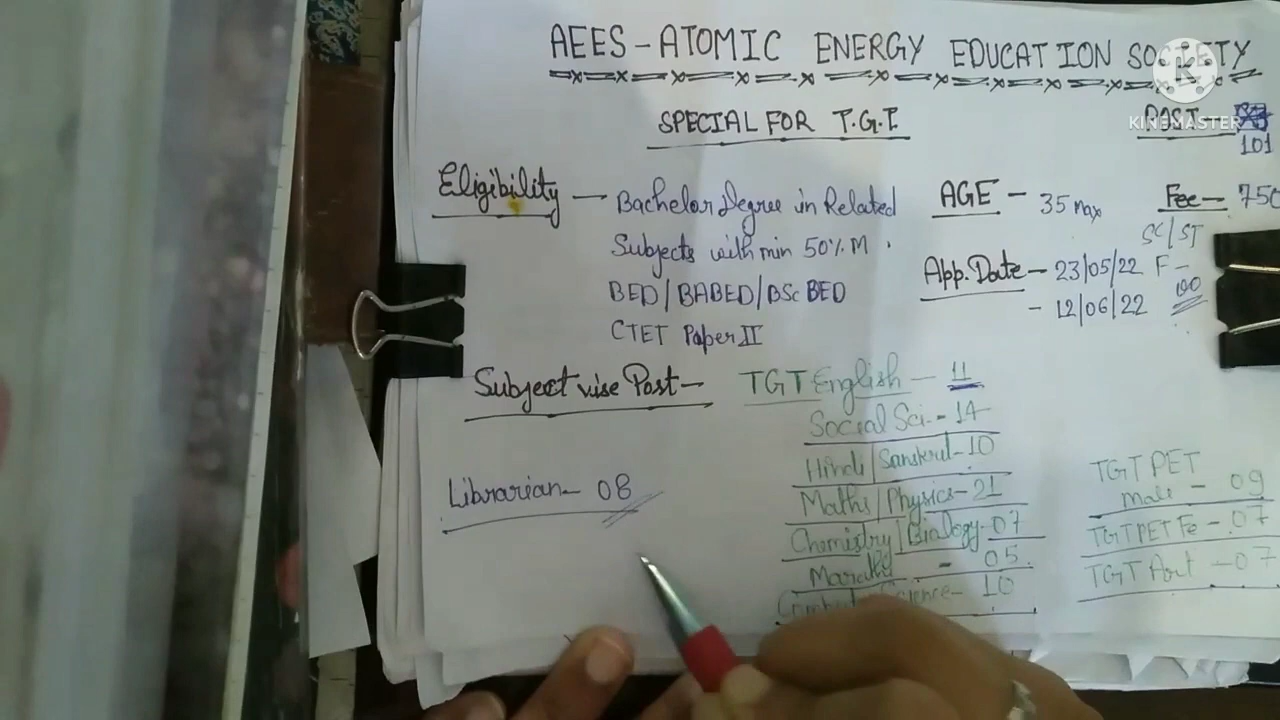 AEES - ATOMIC ENERGY EDUCATION SOCIETY
KINEMASTER
SPECIAL FOR T.G.T.
POST -
101
Eligibility — Bachelor Degree in Related
Subjects with min 50% M
BED/BABED/BSc BED
CTET Paper II
AGE - 35 Max
Fee - 750
SC/ST
F -
App. Date - 23/05/22
- 12/06/22
Subject vise Post - TGT English - 11
Social Sci. - 14
Hindi/Sanskrit - 10
Maths/Physics - 21
Chemistry/Biology - 07
Marathi - 05
Science - 10
Librarian - 08
TGT PET
Male - 09
TGT PET Fe - 07
TGT Art - 07